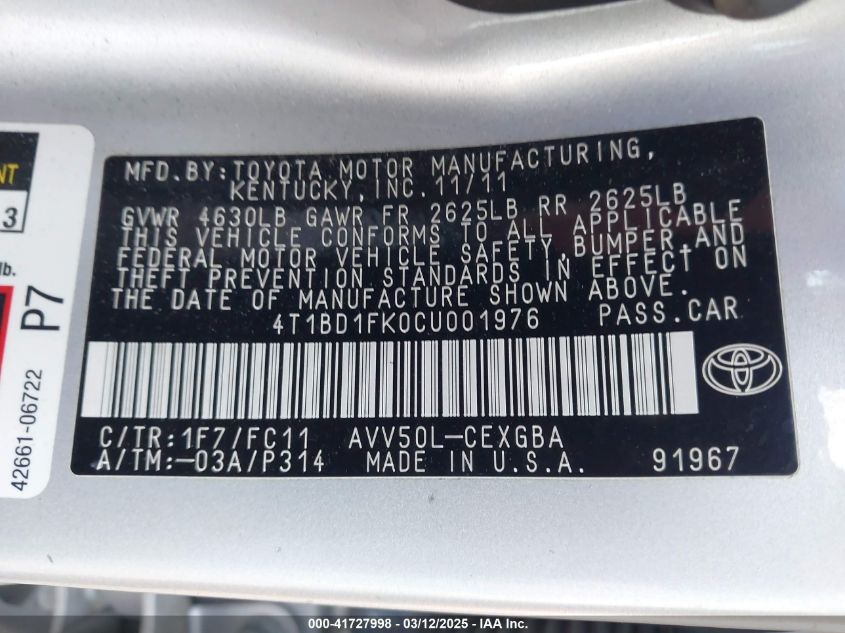 NT
3
lb.
P7
42661-06722
MFD.BY:TOYOTA MOTOR MANUFACTURING,
KENTUCKY,INC.11/11
GVWR 4630LB GAWR FR 2625LB RR 2625LB
THIS VEHICLE CONFORMS TO ALL APPLICABLE
FEDERAL MOTOR VEHICLE SAFETY,BUMPER,AND
THEFT PREVENTION STANDARDS IN EFFECT ON
THE DATE OF MANUFACTURE SHOWN ABOVE.
4T1BD1FK0CU001976 PASS.CAR
C/TR:1F7/FC11 AVV50L-CEXGBA
A/TM:-03A/P314 MADE IN U.S.A. 91967
000-41727998 - 03/12/2025 - IAA Inc.